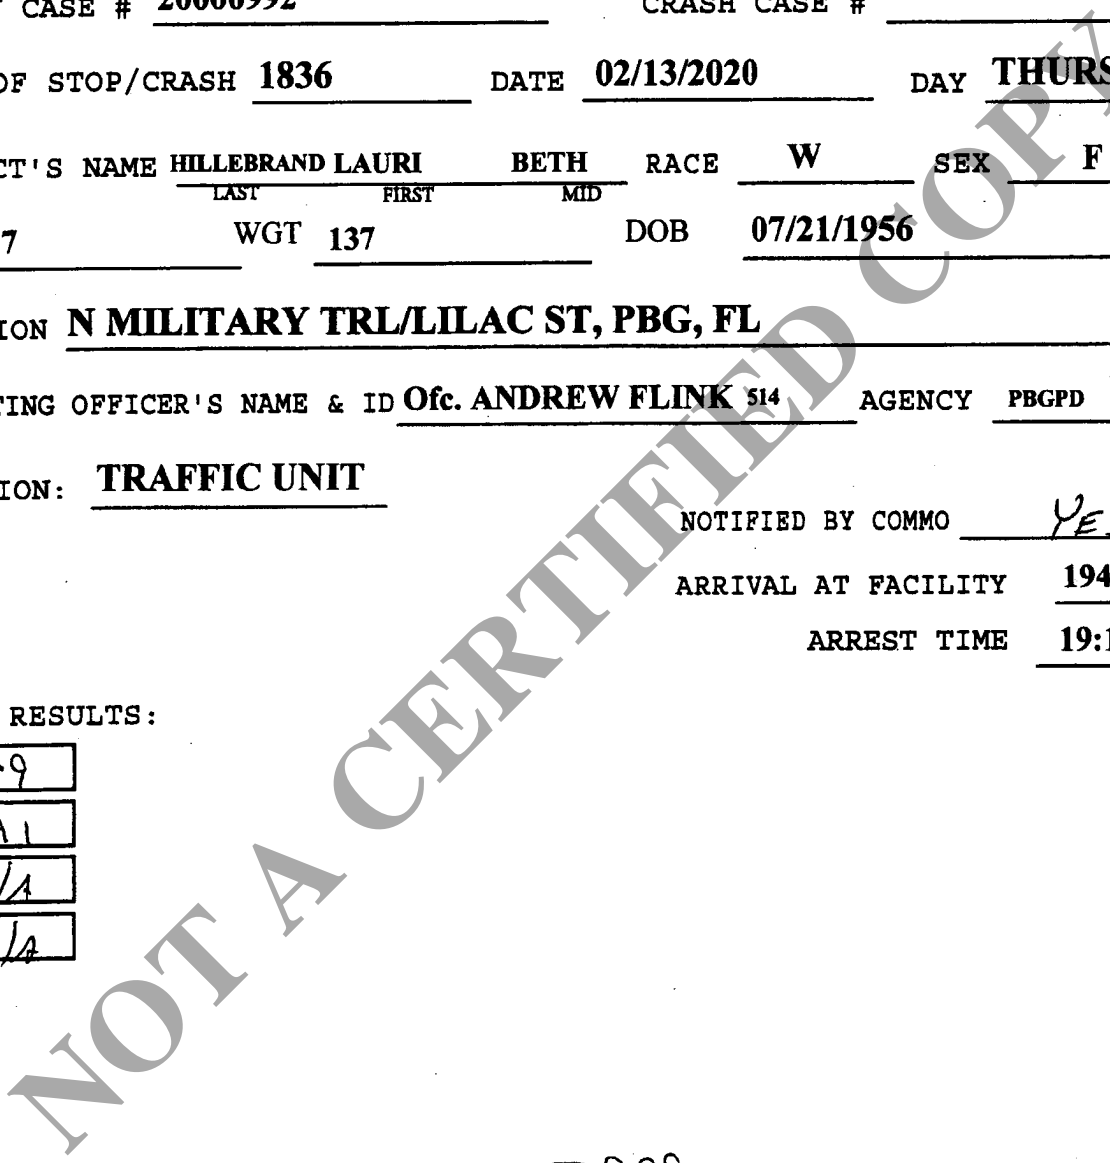 CASE # 20000992 CRASH CASE #
OF STOP/CRASH 1836 DATE 02/13/2020 DAY THURS
CT'S NAME HILLEBRAND LAURI BETH RACE W SEX F
LAST FIRST MID
7 WGT 137 DOB 07/21/1956
ION N MILITARY TRL/LILAC ST, PBG, FL
TING OFFICER'S NAME & ID Ofc. ANDREW FLINK 514 AGENCY PBGPD
ION: TRAFFIC UNIT
NOTIFIED BY COMMO YE
ARRIVAL AT FACILITY 194
ARREST TIME 19:1
RESULTS:
9
/A
/A
NOT A CERTIFIED COPY